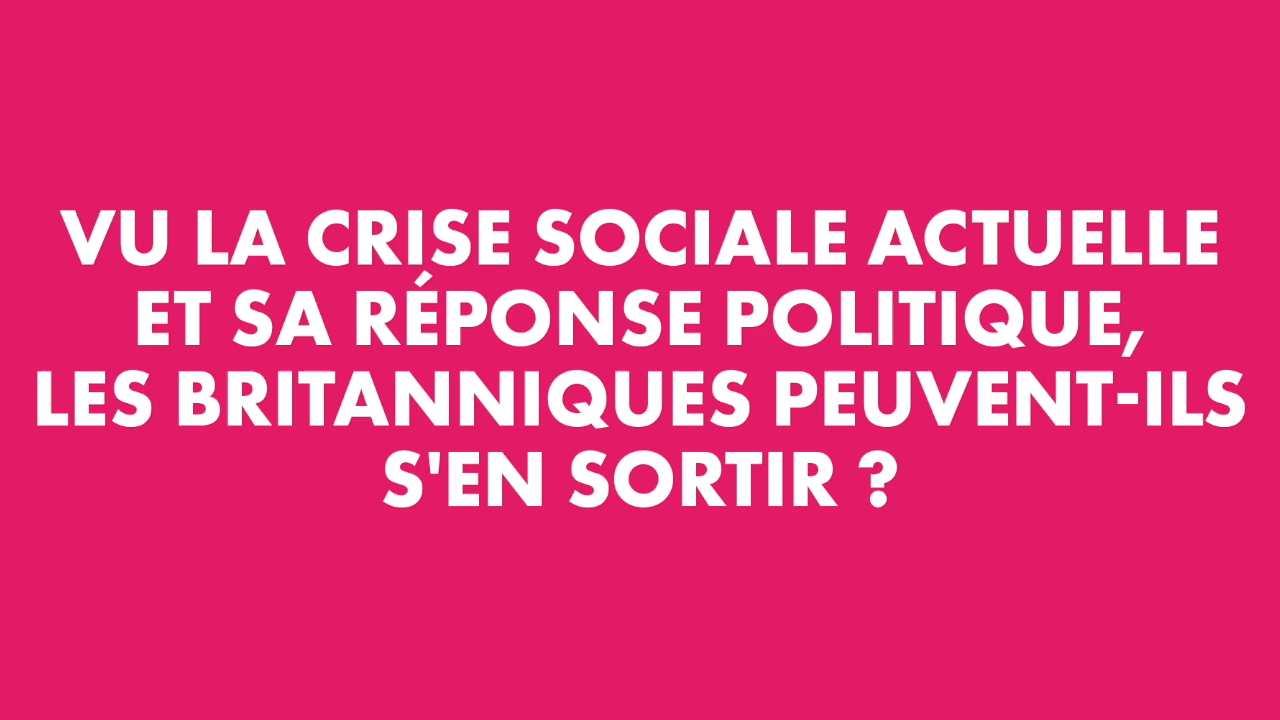 VU LA CRISE SOCIALE ACTUELLE
ET SA RÉPONSE POLITIQUE,
LES BRITANNIQUES PEUVENT-ILS
S'EN SORTIR ?